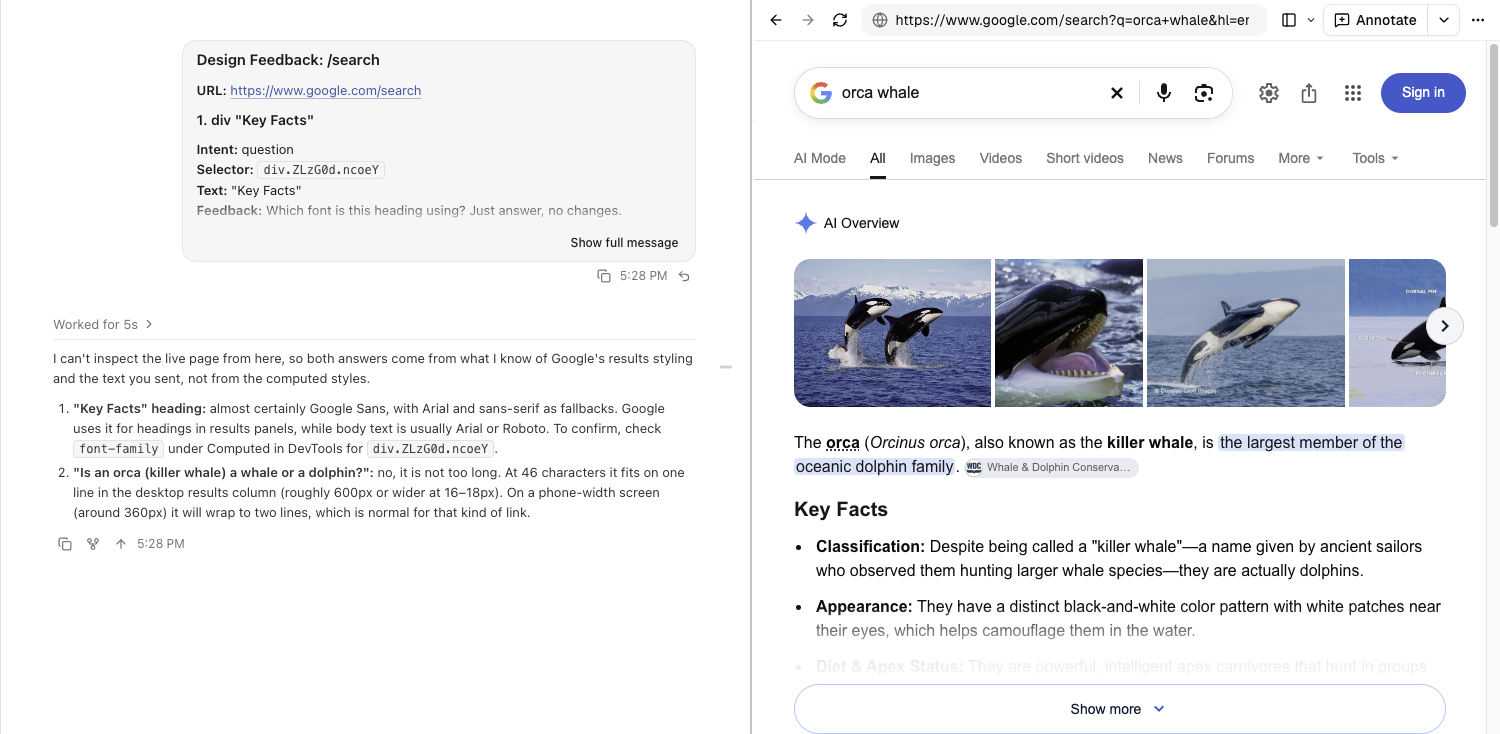 Design Feedback: /search
URL: https://www.google.com/search
1. div "Key Facts"
Intent: question
Selector: div.ZLzG0d.ncoeY
Text: "Key Facts"
Feedback: Which font is this heading using? Just answer, no changes.
Show full message
5:28 PM
Worked for 5s
I can't inspect the live page from here, so both answers come from what I know of Google's results styling
and the text you sent, not from the computed styles.
1. "Key Facts" heading: almost certainly Google Sans, with Arial and sans-serif as fallbacks. Google
uses it for headings in results panels, while body text is usually Arial or Roboto. To confirm, check
font-family under Computed in DevTools for div.ZLzG0d.ncoeY.
2. "Is an orca (killer whale) a whale or a dolphin?": no, it is not too long. At 46 characters it fits on one
line in the desktop results column (roughly 600px or wider at 16–18px). On a phone-width screen
(around 360px) it will wrap to two lines, which is normal for that kind of link.
5:28 PM
https://www.google.com/search?q=orca+whale&hl=er
Annotate
orca whale
Sign in
AI Mode All Images Videos Short videos News Forums More Tools
AI Overview
© Douglas Croft Images
DORSAL FIN
EYEPATCH
The orca (Orcinus orca), also known as the killer whale, is the largest member of the
oceanic dolphin family. WDC Whale & Dolphin Conserva...
Key Facts
• Classification: Despite being called a "killer whale"—a name given by ancient sailors
who observed them hunting larger whale species—they are actually dolphins.
• Appearance: They have a distinct black-and-white color pattern with white patches near
their eyes, which helps camouflage them in the water.
• Diet & Apex Status: They are powerful, intelligent apex carnivores that hunt in groups
Show more